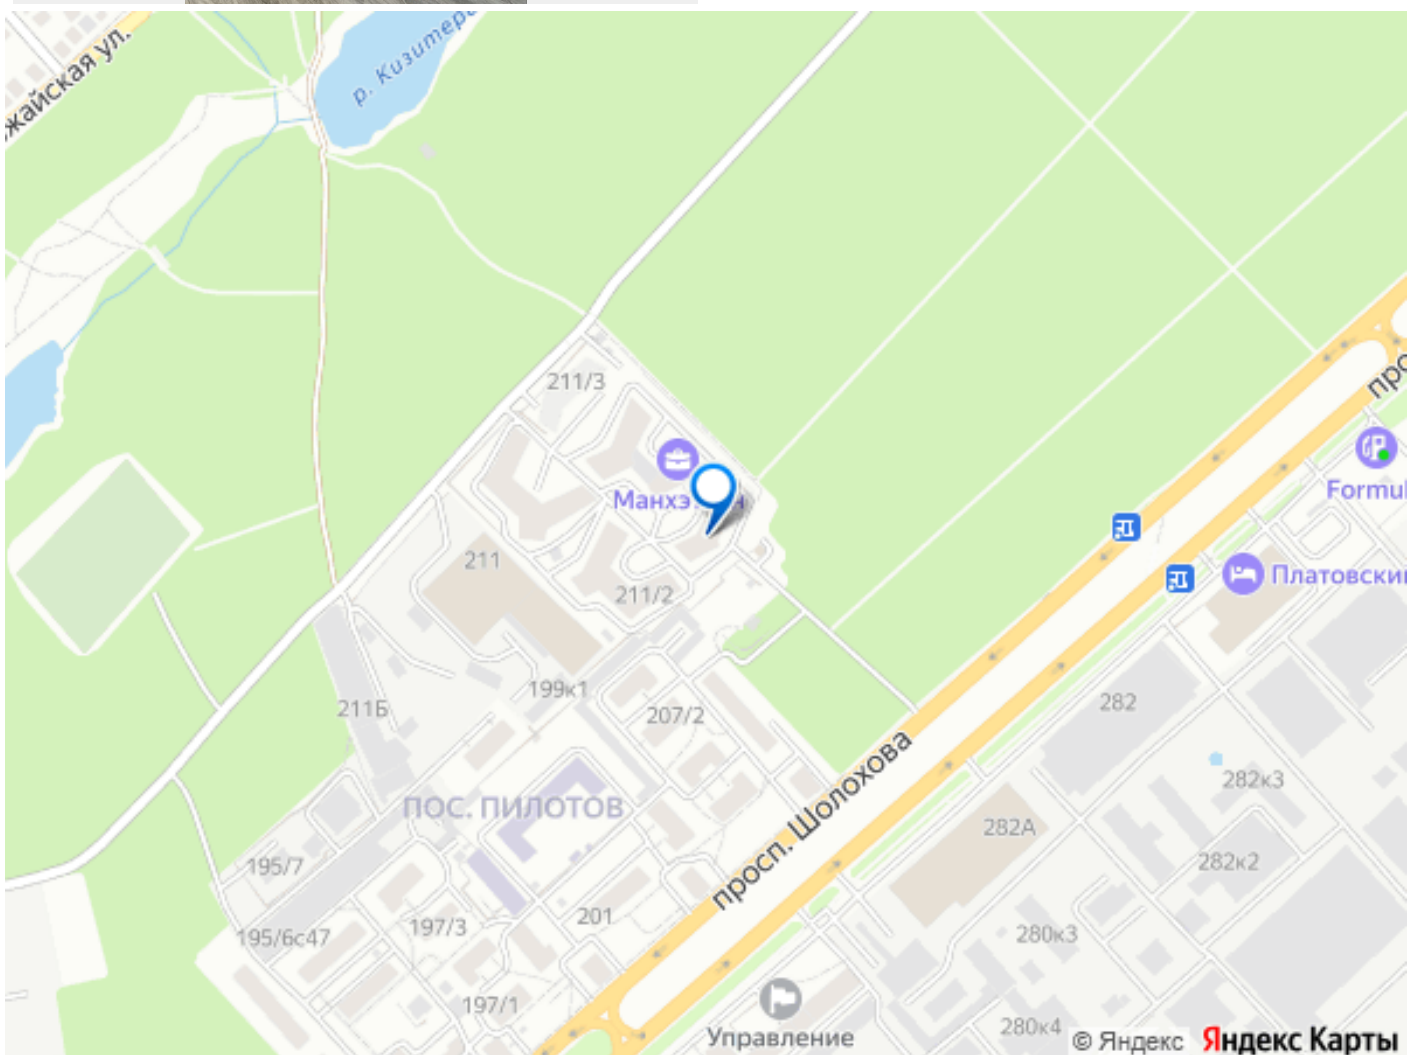 жайская ул.
р. Кизитер
211/3
Манхэ
211
211/2
Formul
Платовски
199к1
207/2
211Б
282
просп. Шолохова
282к3
ПОС. ПИЛОТОВ
282А
282к2
195/7
201
197/3
195/6с47
280к3
197/1
280к4
Управление
© Яндекс Яндекс Карты